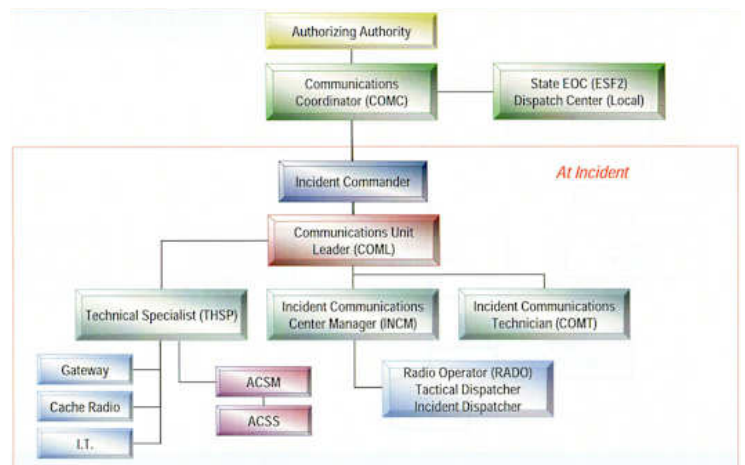 Authorizing Authority
Communications
Coordinator (COMC)
State EOC (ESF2)
Dispatch Center (Local)
At Incident
Incident Commander
Communications Unit
Leader (COML)
Technical Specialist (THSP)
Incident Communications
Center Manager (INCM)
Incident Communications
Technician (COMT)
Gateway
Cache Radio
I.T.
ACSM
ACSS
Radio Operator (RADO)
Tactical Dispatcher
Incident Dispatcher